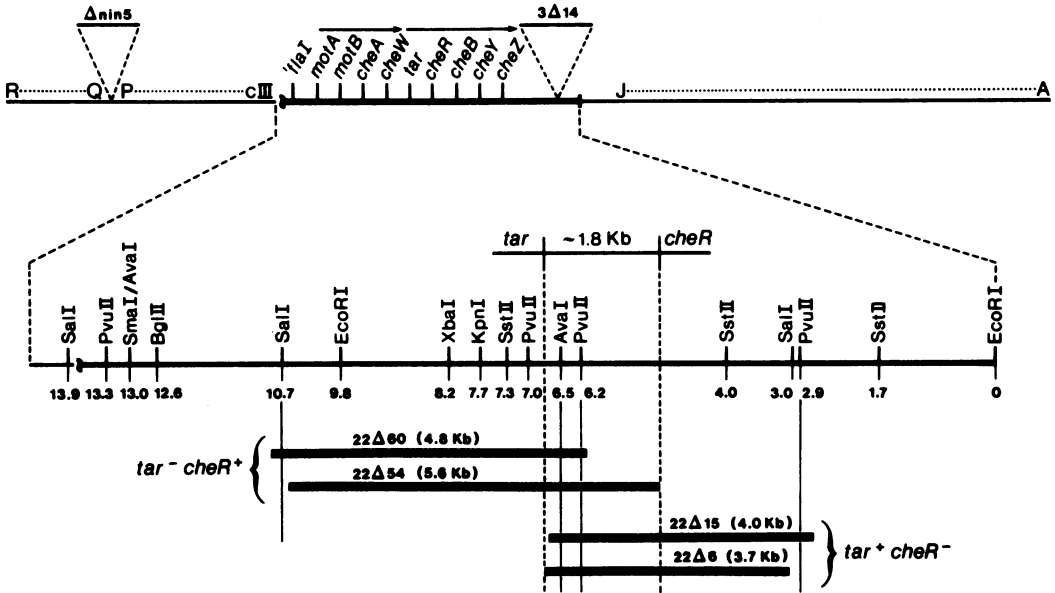 Δnin5
3Δ14
'flaI motA motB cheA cheW tar cheR cheB cheY cheZ
R Q P cIII J A
tar ~1.8 Kb cheR
SalI PvuII SmaI/AvaI BglII SalI EcoRI XbaI KpnI SstII PvuII AvaI PvuII SstII SalI PvuII SstII EcoRI
13.9 13.3 13.0 12.6 10.7 9.8 8.2 7.7 7.3 7.0 6.5 6.2 4.0 3.0 2.9 1.7 0
22Δ60 (4.8 Kb)
tar⁻ cheR⁺
22Δ54 (5.6 Kb)
22Δ15 (4.0 Kb)
tar⁺ cheR⁻
22Δ6 (3.7 Kb)